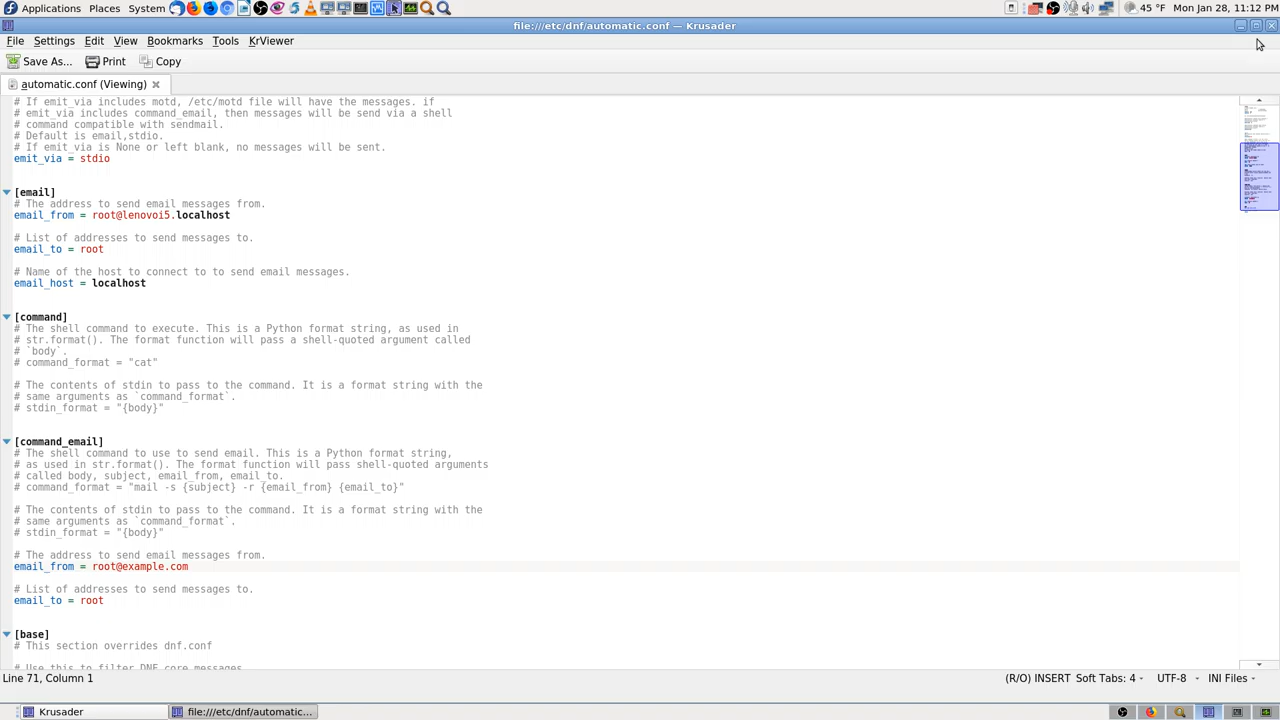 Applications Places System 45 °F Mon Jan 28, 11:12 PM
file:///etc/dnf/automatic.conf — Krusader
File Settings Edit View Bookmarks Tools KrViewer
Save As... Print Copy
automatic.conf (Viewing)
# If emit_via includes motd, /etc/motd file will have the messages. if
# emit_via includes command_email, then messages will be send via a shell
# command compatible with sendmail.
# Default is email,stdio.
# If emit_via is None or left blank, no messages will be sent.
emit_via = stdio
[email]
# The address to send email messages from.
email_from = root@lenovoi5.localhost
# List of addresses to send messages to.
email_to = root
# Name of the host to connect to to send email messages.
email_host = localhost
[command]
# The shell command to execute. This is a Python format string, as used in
# str.format(). The format function will pass a shell-quoted argument called
# `body`.
# command_format = "cat"
# The contents of stdin to pass to the command. It is a format string with the
# same arguments as `command_format`.
# stdin_format = "{body}"
[command_email]
# The shell command to use to send email. This is a Python format string,
# as used in str.format(). The format function will pass shell-quoted arguments
# called body, subject, email_from, email_to.
# command_format = "mail -s {subject} -r {email_from} {email_to}"
# The contents of stdin to pass to the command. It is a format string with the
# same arguments as `command_format`.
# stdin_format = "{body}"
# The address to send email messages from.
email_from = root@example.com
# List of addresses to send messages to.
email_to = root
[base]
# This section overrides dnf.conf
# Use this to filter DNF core messages
Line 71, Column 1 (R/O) INSERT Soft Tabs: 4 UTF-8 INI Files
Krusader file:///etc/dnf/automatic...